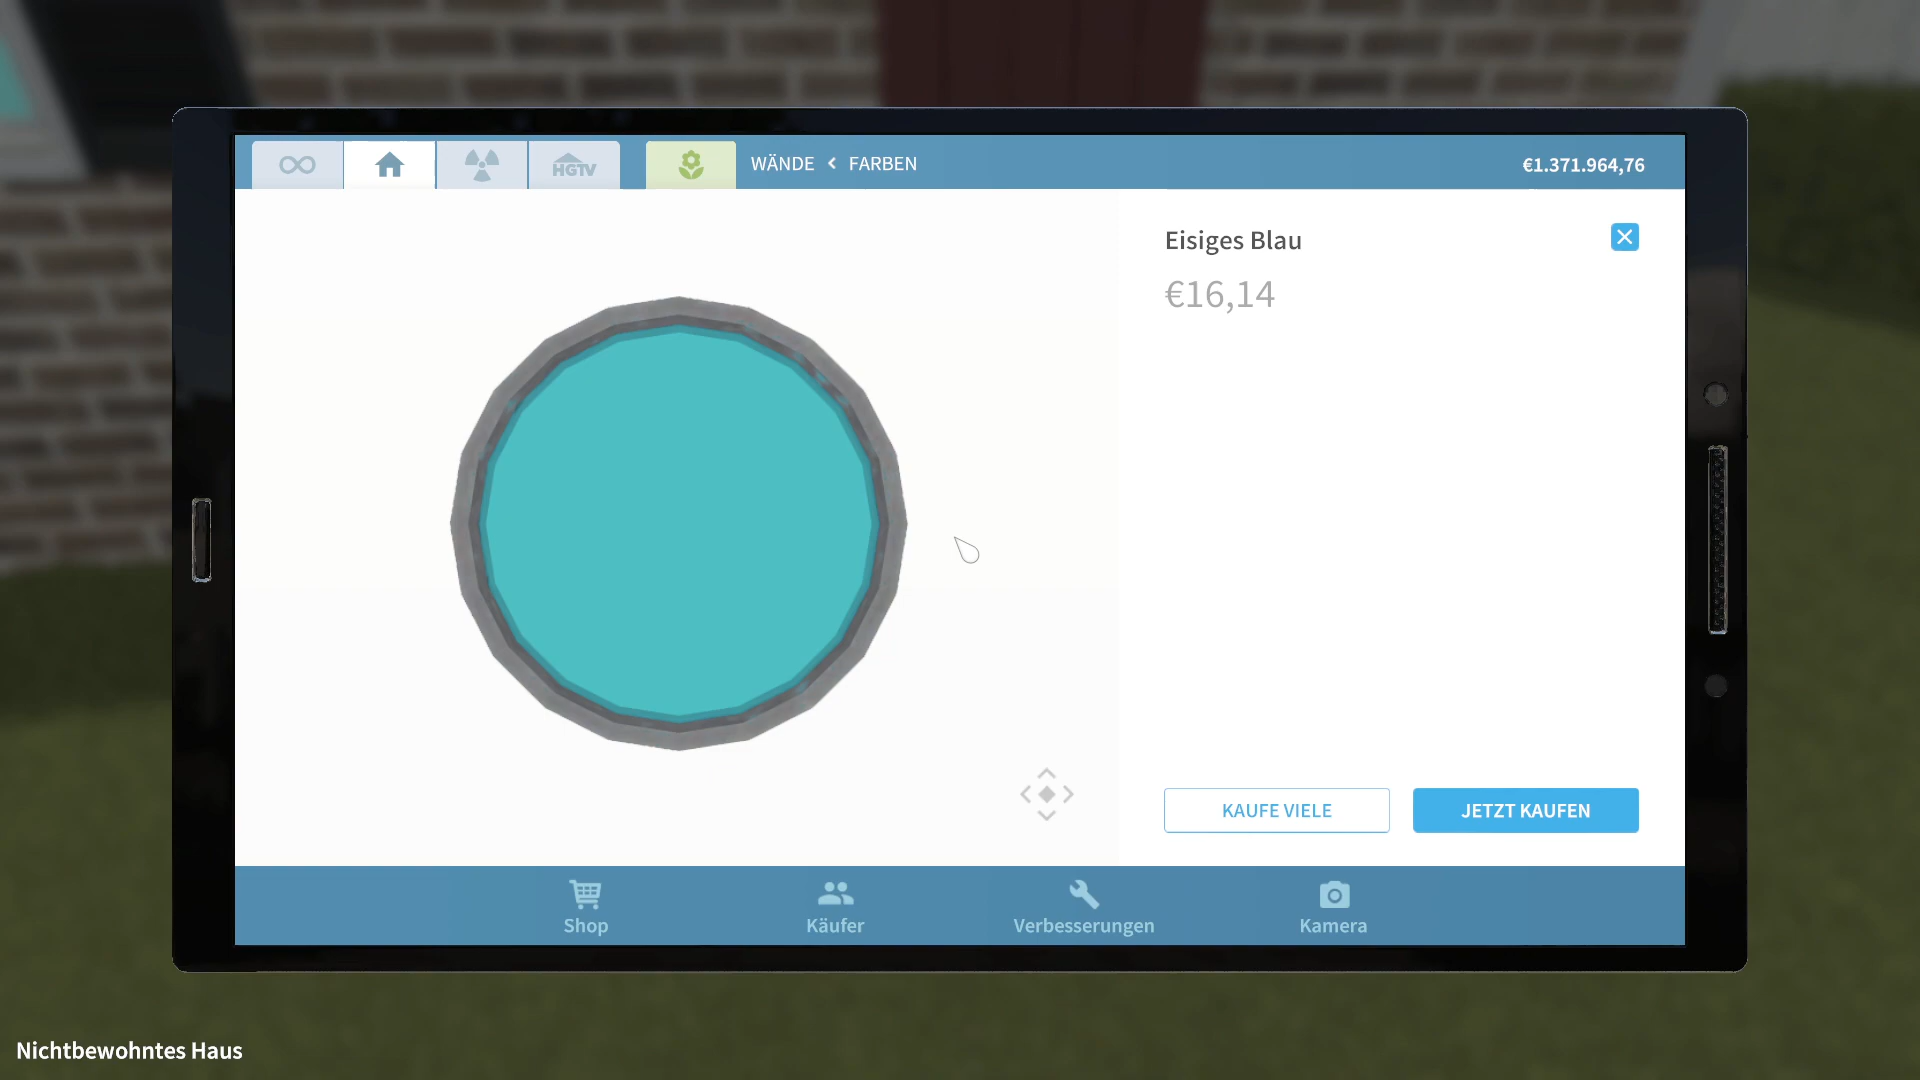 HGTV
WÄNDE < FARBEN
€1.371.964,76
Eisiges Blau
€16,14
KAUFE VIELE
JETZT KAUFEN
Shop
Käufer
Verbesserungen
Kamera
Nichtbewohntes Haus